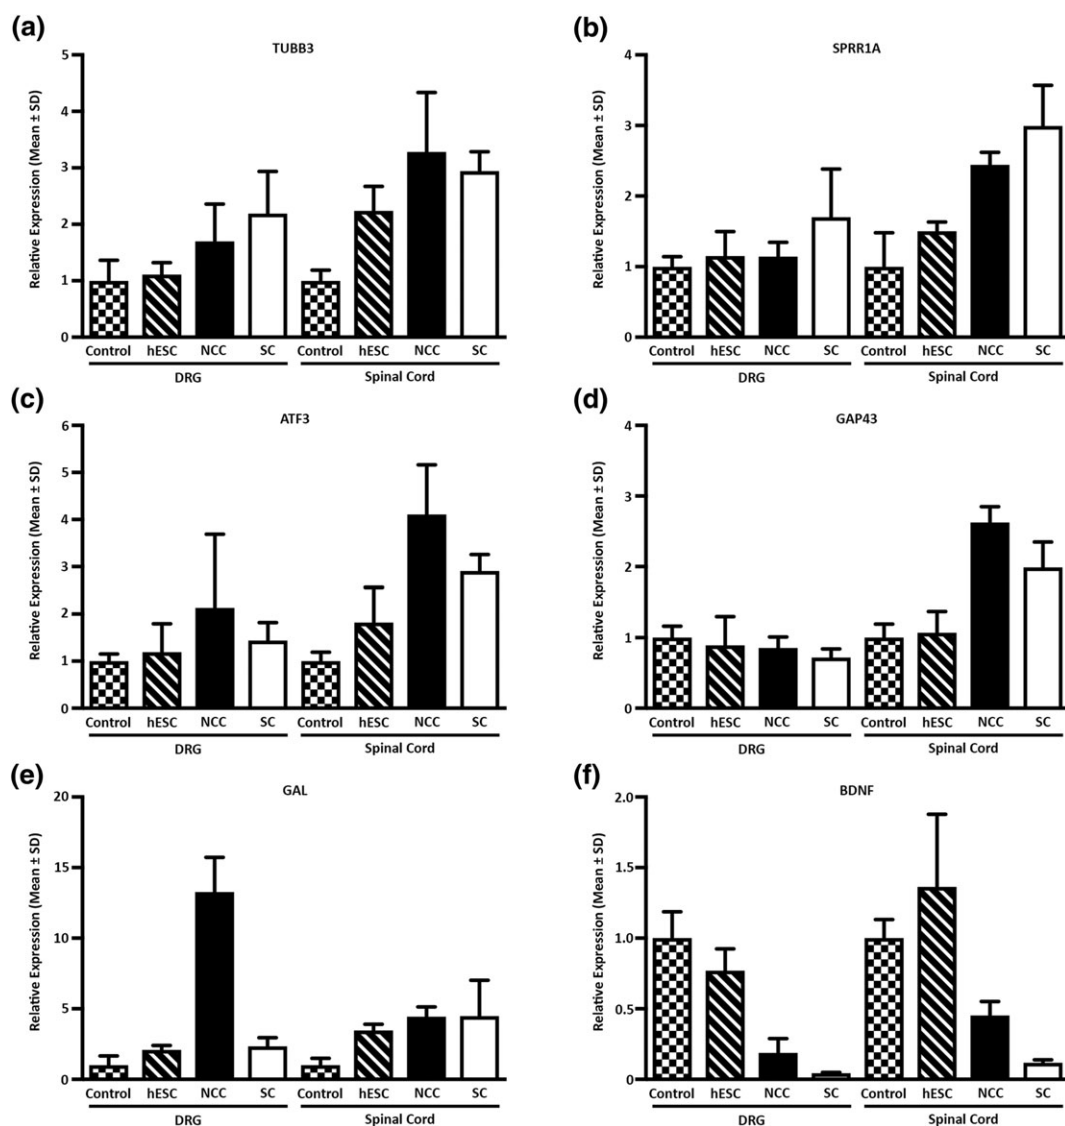 (a)
TUBB3
Relative Expression (Mean ± SD)
5
4
3
2
1
0
Control hESC NCC SC Control hESC NCC SC
DRG Spinal Cord
(b)
SPRR1A
Relative Expression (Mean ± SD)
4
3
2
1
0
Control hESC NCC SC Control hESC NCC SC
DRG Spinal Cord
(c)
ATF3
Relative Expression (Mean ± SD)
6
5
4
3
2
1
0
Control hESC NCC SC Control hESC NCC SC
DRG Spinal Cord
(d)
GAP43
Relative Expression (Mean ± SD)
4
3
2
1
0
Control hESC NCC SC Control hESC NCC SC
DRG Spinal Cord
(e)
GAL
Relative Expression (Mean ± SD)
20
15
10
5
0
Control hESC NCC SC Control hESC NCC SC
DRG Spinal Cord
(f)
BDNF
Relative Expression (Mean ± SD)
2.0
1.5
1.0
0.5
0
Control hESC NCC SC Control hESC NCC SC
DRG Spinal Cord